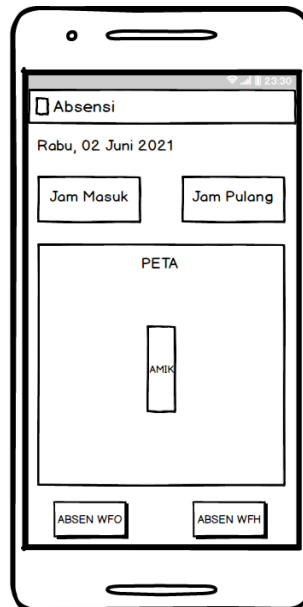 23:30
Absensi
Rabu, 02 Juni 2021
Jam Masuk
Jam Pulang
PETA
AMIK
ABSEN WFO
ABSEN WFH